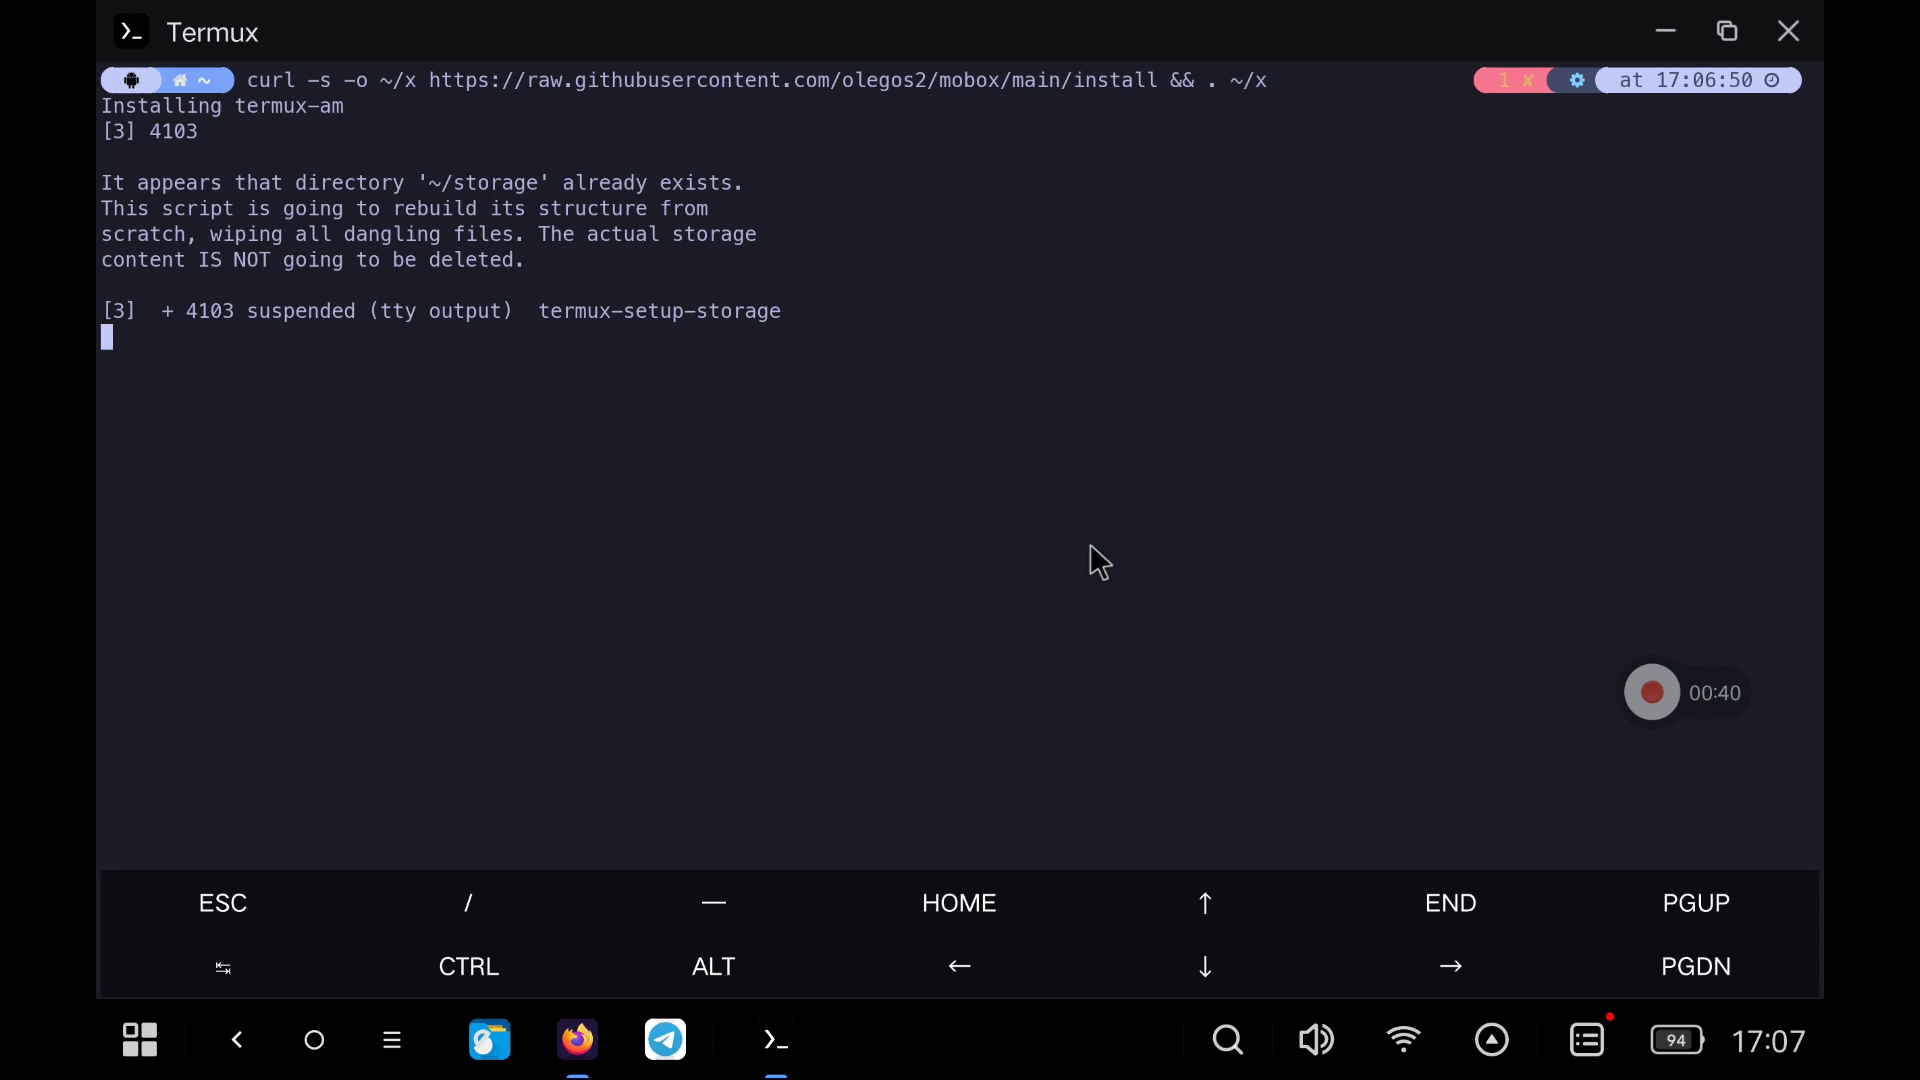 Termux
~ curl -s -o ~/x https://raw.githubusercontent.com/olegos2/mobox/main/install && . ~/x 1 ✘ at 17:06:50
Installing termux-am
[3] 4103
It appears that directory '~/storage' already exists.
This script is going to rebuild its structure from
scratch, wiping all dangling files. The actual storage
content IS NOT going to be deleted.
[3]  + 4103 suspended (tty output)  termux-setup-storage
00:40
ESC / — HOME ↑ END PGUP
↹ CTRL ALT ← ↓ → PGDN
94 17:07